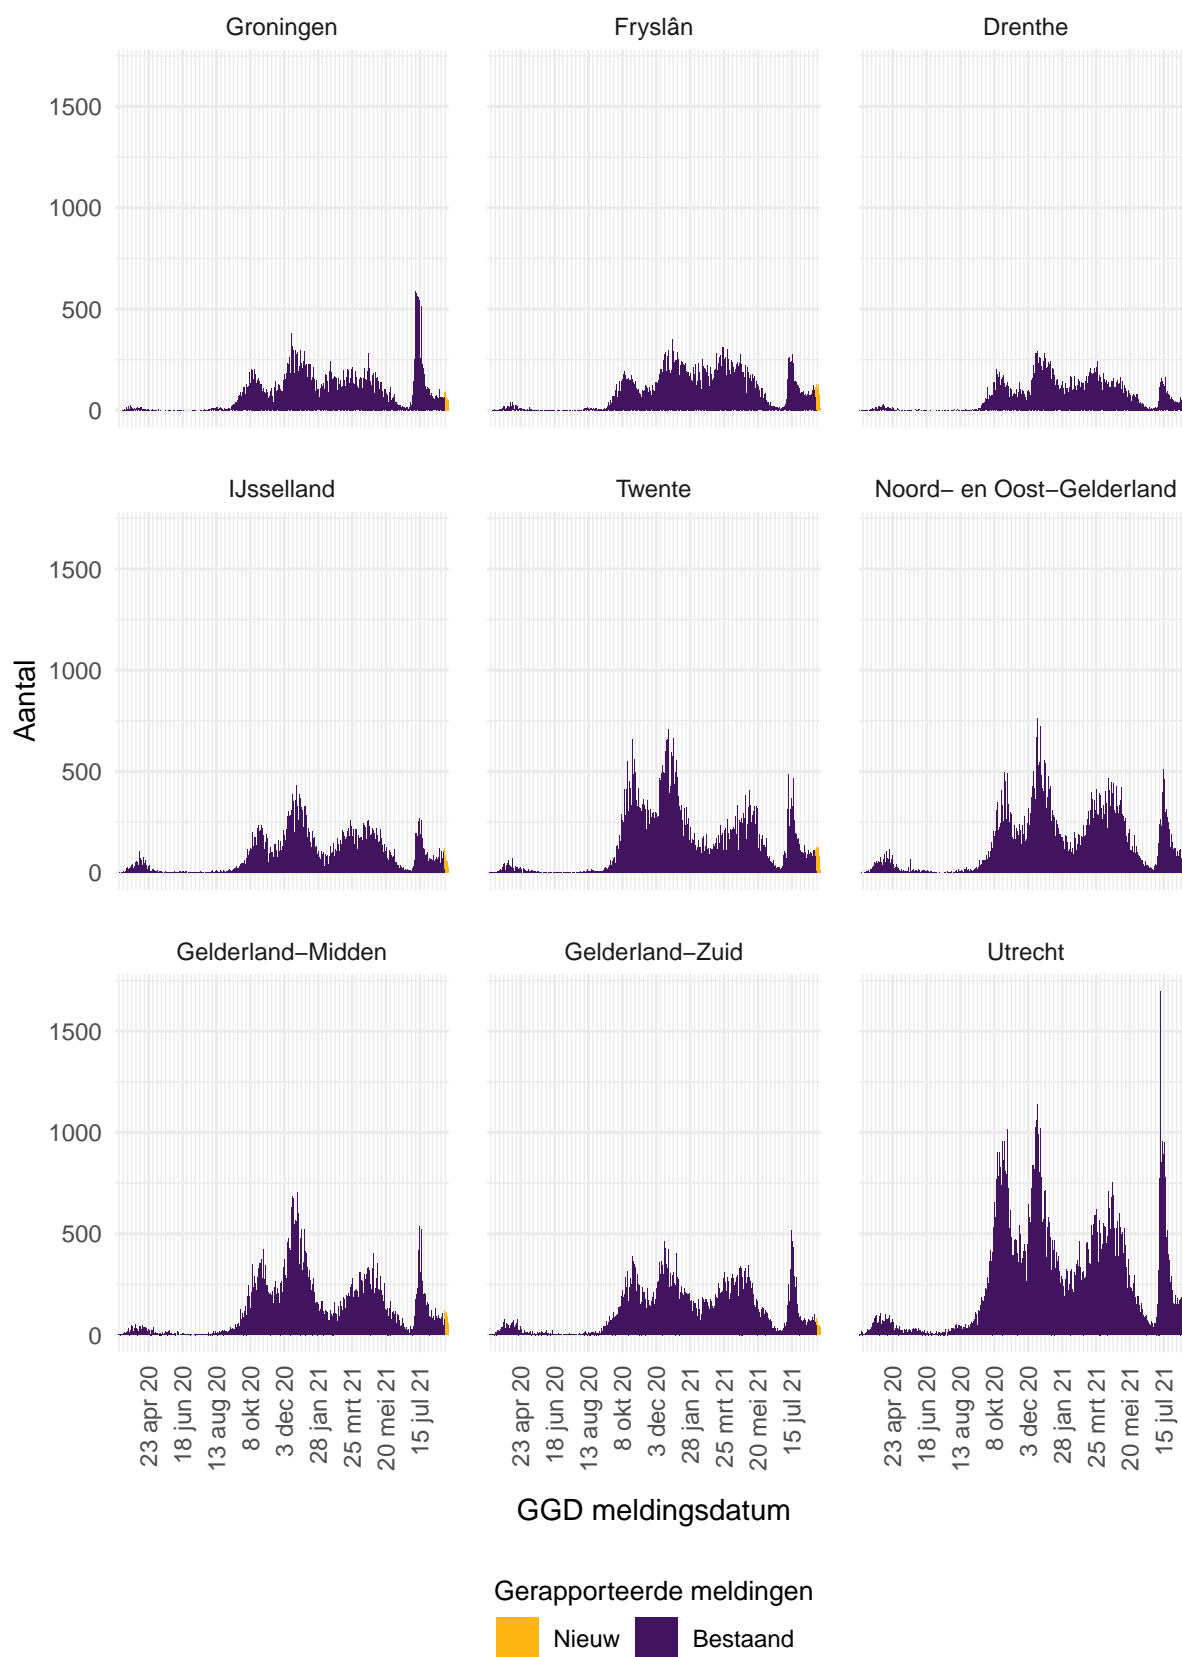 Groningen Fryslân Drenthe
1500
1000
500
0
IJsselland Twente Noord− en Oost−Gelderland
1500
1000
500
0
Aantal
Gelderland−Midden Gelderland−Zuid Utrecht
1500
1000
500
0
23 apr 20 18 jun 20 13 aug 20 8 okt 20 3 dec 20 28 jan 21 25 mrt 21 20 mei 21 15 jul 21 23 apr 20 18 jun 20 13 aug 20 8 okt 20 3 dec 20 28 jan 21 25 mrt 21 20 mei 21 15 jul 21 23 apr 20 18 jun 20 13 aug 20 8 okt 20 3 dec 20 28 jan 21 25 mrt 21 20 mei 21 15 jul 21
GGD meldingsdatum
Gerapporteerde meldingen
Nieuw Bestaand